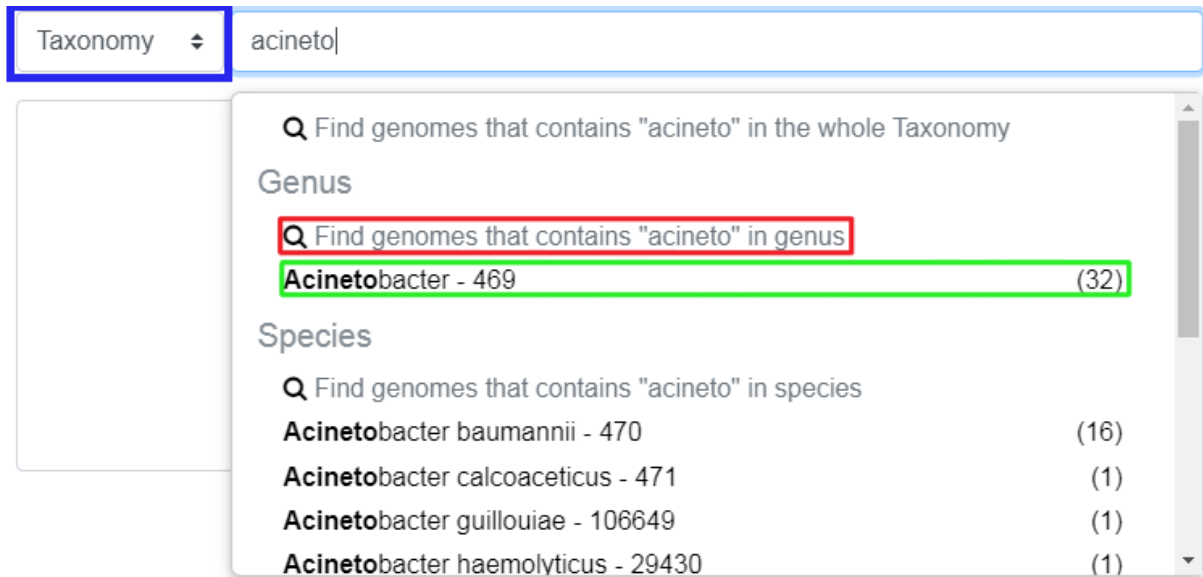 Taxonomy acineto
Find genomes that contains "acineto" in the whole Taxonomy
Genus
Find genomes that contains "acineto" in genus
Acinetobacter - 469 (32)
Species
Find genomes that contains "acineto" in species
Acinetobacter baumannii - 470 (16)
Acinetobacter calcoaceticus - 471 (1)
Acinetobacter guillouiae - 106649 (1)
Acinetobacter haemolyticus - 29430 (1)